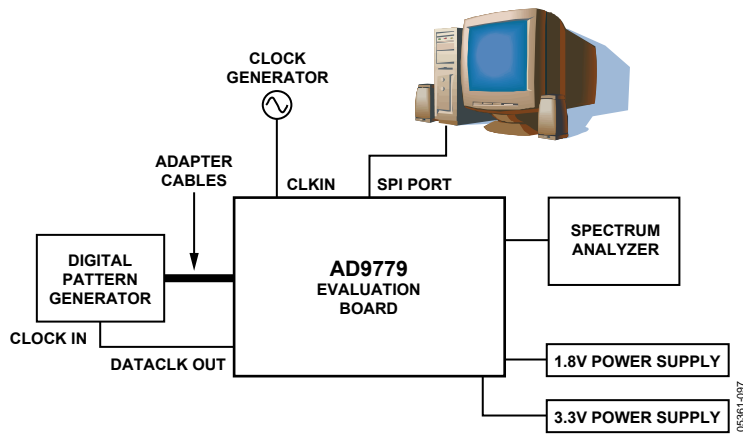 CLOCK
GENERATOR
ADAPTER
CABLES
CLKIN
SPI PORT
DIGITAL
PATTERN
GENERATOR
AD9779
EVALUATION
BOARD
SPECTRUM
ANALYZER
CLOCK IN
DATACLK OUT
1.8V POWER SUPPLY
3.3V POWER SUPPLY
05361-097